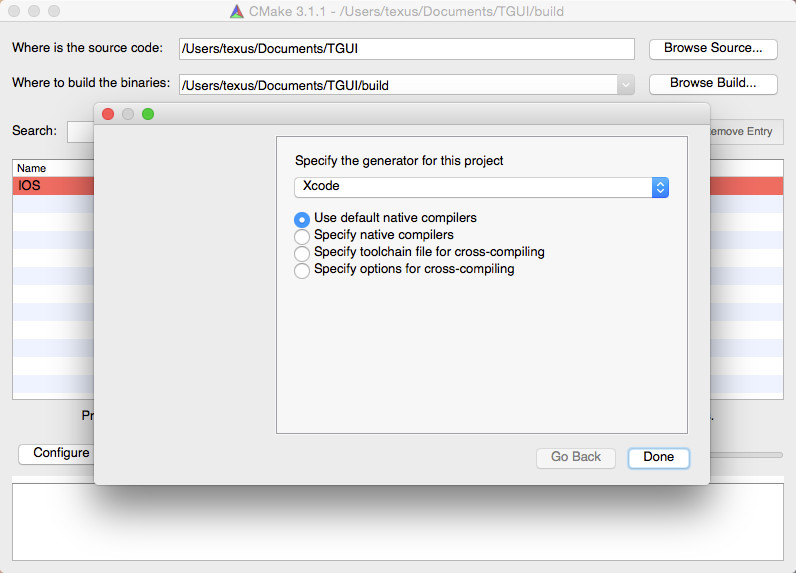 CMake 3.1.1 - /Users/texus/Documents/TGUI/build
Where is the source code: /Users/texus/Documents/TGUI Browse Source...
Where to build the binaries: /Users/texus/Documents/TGUI/build Browse Build...
Search: emove Entry
Name
IOS
Specify the generator for this project
Xcode
Use default native compilers
Specify native compilers
Specify toolchain file for cross-compiling
Specify options for cross-compiling
Pr
Configure
Go Back Done